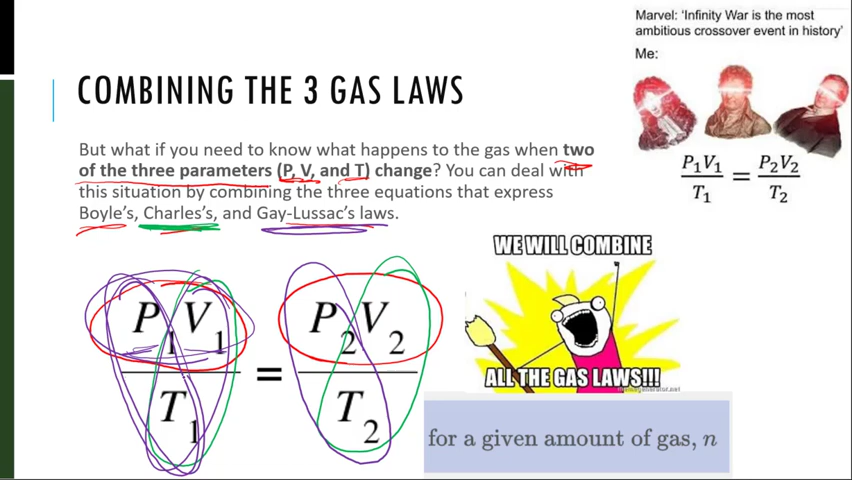 Marvel: 'Infinity War is the most
ambitious crossover event in history'
Me:
COMBINING THE 3 GAS LAWS
But what if you need to know what happens to the gas when two
of the three parameters (P, V, and T) change? You can deal with
this situation by combining the three equations that express
Boyle's, Charles's, and Gay-Lussac's laws.
P₁V₁ / T₁ = P₂V₂ / T₂
WE WILL COMBINE
ALL THE GAS LAWS!!!
P₁V₁ / T₁ = P₂V₂ / T₂
for a given amount of gas, n